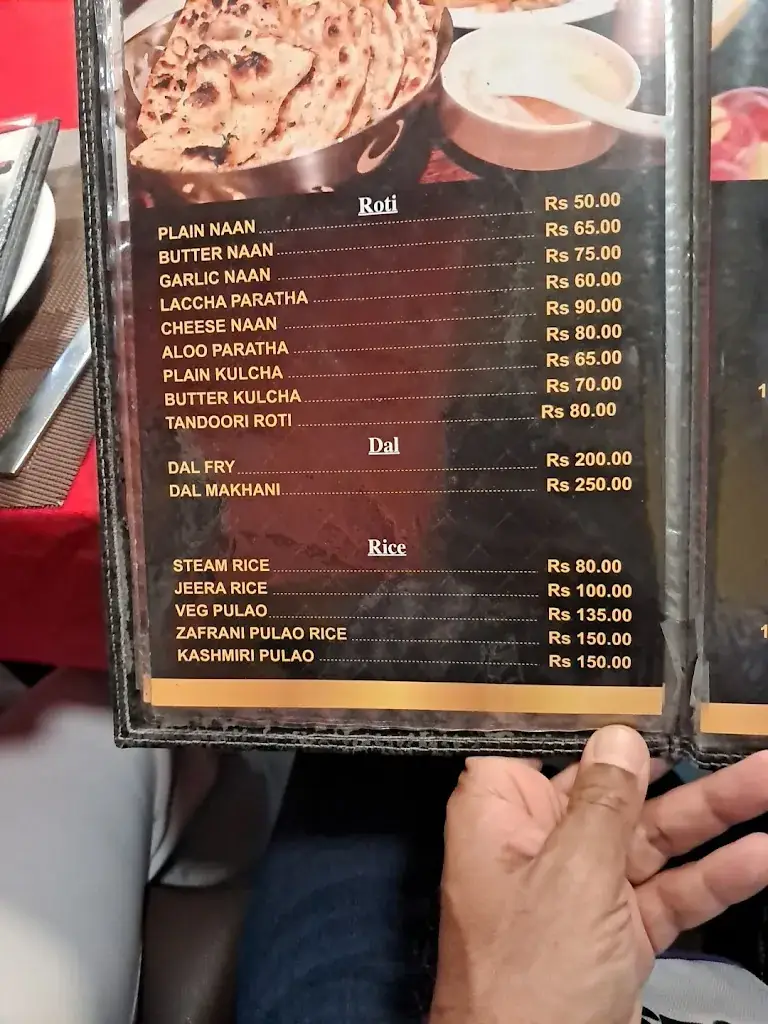 Roti
PLAIN NAAN Rs 50.00
BUTTER NAAN Rs 65.00
GARLIC NAAN Rs 75.00
LACCHA PARATHA Rs 60.00
CHEESE NAAN Rs 90.00
ALOO PARATHA Rs 80.00
PLAIN KULCHA Rs 65.00
BUTTER KULCHA Rs 70.00
TANDOORI ROTI Rs 80.00
Dal
DAL FRY Rs 200.00
DAL MAKHANI Rs 250.00
Rice
STEAM RICE Rs 80.00
JEERA RICE Rs 100.00
VEG PULAO Rs 135.00
ZAFRANI PULAO RICE Rs 150.00
KASHMIRI PULAO Rs 150.00